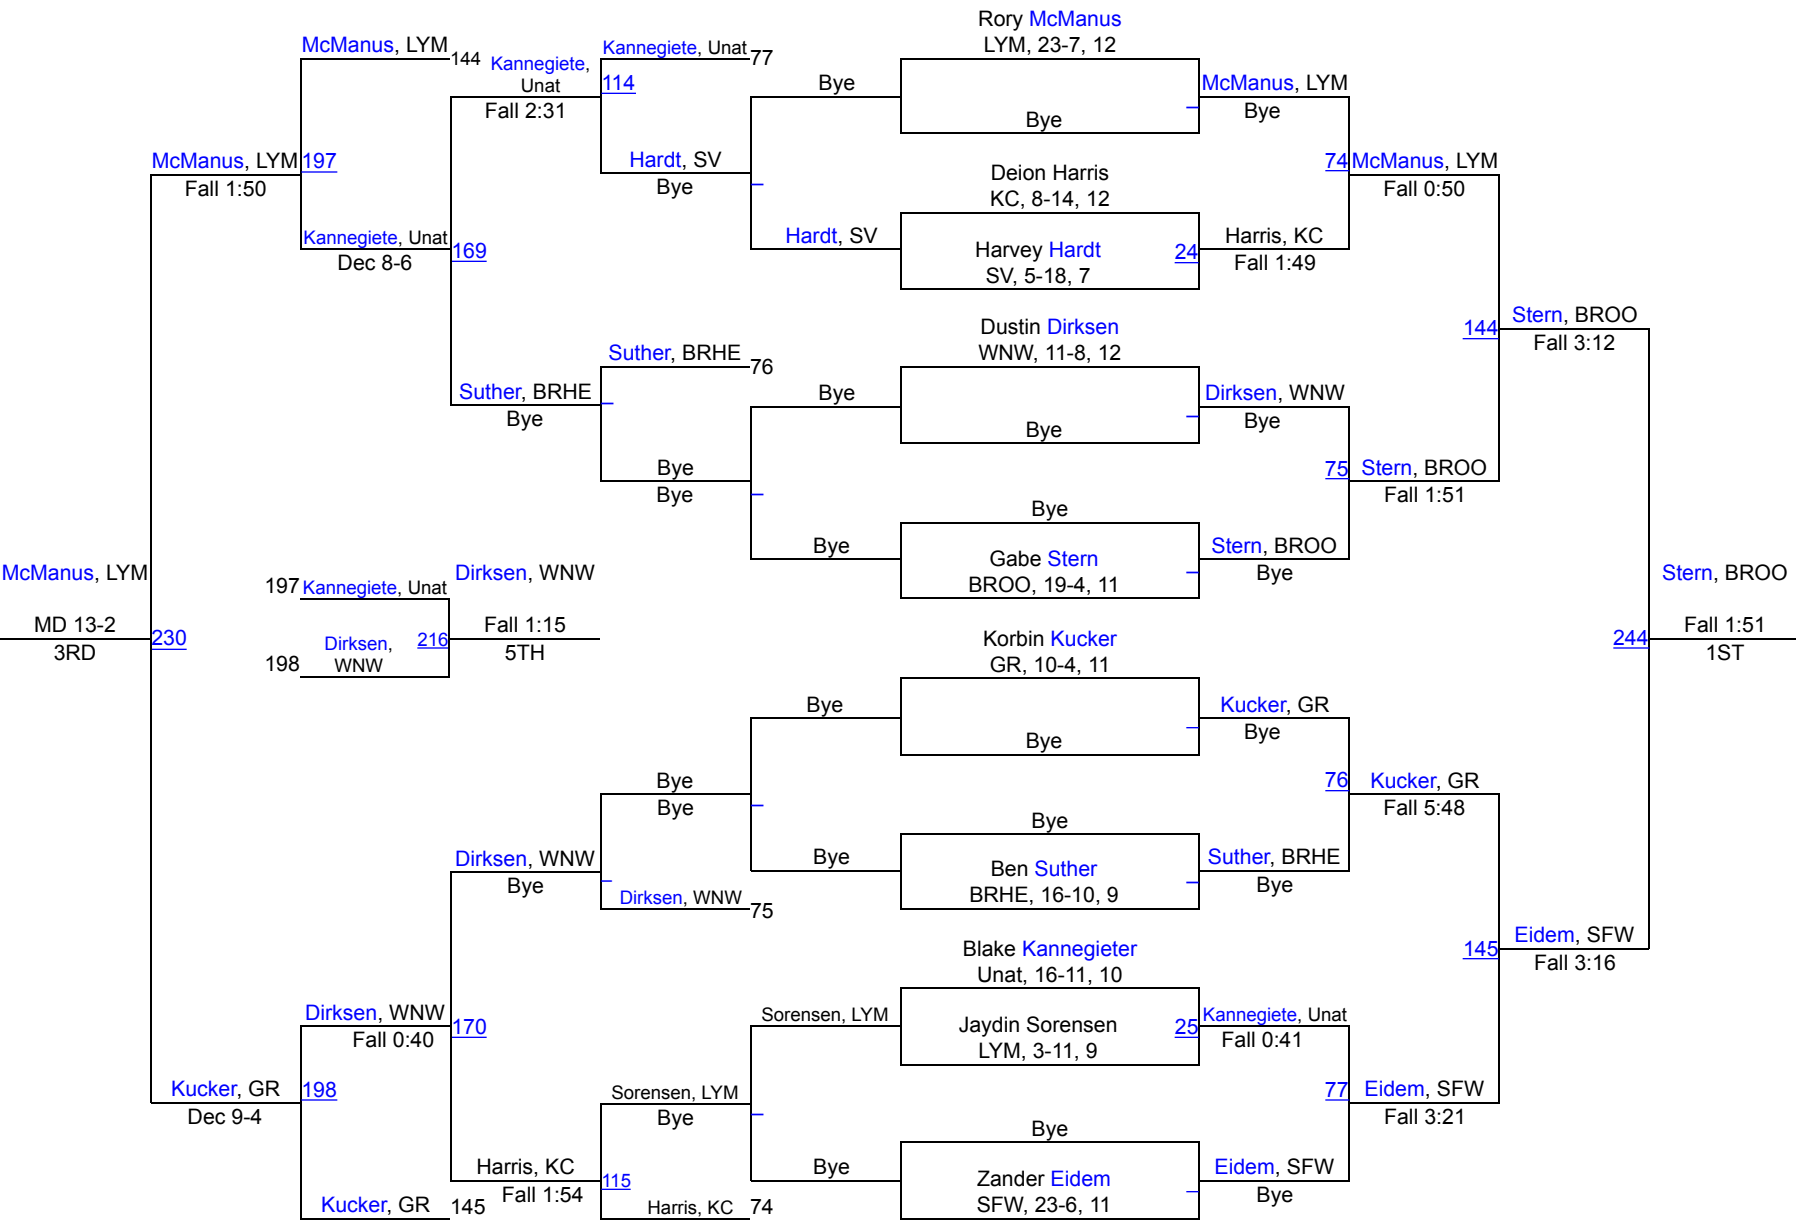 Rory McManus
LYM, 23-7, 12
McManus, LYM
144
Kannegiete,
Unat
Fall 2:31
Kannegiete, Unat
77
114
Bye
Bye
McManus, LYM
Bye
McManus, LYM
Fall 1:50
197
Hardt, SV
Bye
Deion Harris
KC, 8-14, 12
74
McManus, LYM
Fall 0:50
Kannegiete, Unat
Dec 8-6
169
Hardt, SV
Harvey Hardt
SV, 5-18, 7
24
Harris, KC
Fall 1:49
Dustin Dirksen
WNW, 11-8, 12
144
Stern, BROO
Fall 3:12
Suther, BRHE
76
Suther, BRHE
Bye
Bye
Bye
Dirksen, WNW
Bye
Bye
Bye
75
Stern, BROO
Fall 1:51
Bye
Bye
Gabe Stern
BROO, 19-4, 11
Stern, BROO
Bye
McManus, LYM
MD 13-2
3RD
230
197
Kannegiete, Unat
Dirksen,
WNW
198
216
Dirksen, WNW
Fall 1:15
5TH
Stern, BROO
244
Fall 1:51
1ST
Korbin Kucker
GR, 10-4, 11
Bye
Bye
Kucker, GR
Bye
Bye
Bye
76
Kucker, GR
Fall 5:48
Dirksen, WNW
Bye
Dirksen, WNW
75
Bye
Bye
Ben Suther
BRHE, 16-10, 9
Suther, BRHE
Bye
Blake Kannegieter
Unat, 16-11, 10
145
Eidem, SFW
Fall 3:16
Dirksen, WNW
Fall 0:40
170
Sorensen, LYM
Jaydin Sorensen
LYM, 3-11, 9
25
Kannegiete, Unat
Fall 0:41
Kucker, GR
Dec 9-4
198
Sorensen, LYM
Bye
77
Eidem, SFW
Fall 3:21
Harris, KC
Fall 1:54
115
Bye
Bye
Zander Eidem
SFW, 23-6, 11
Eidem, SFW
Bye
Kucker, GR
145
Harris, KC
74